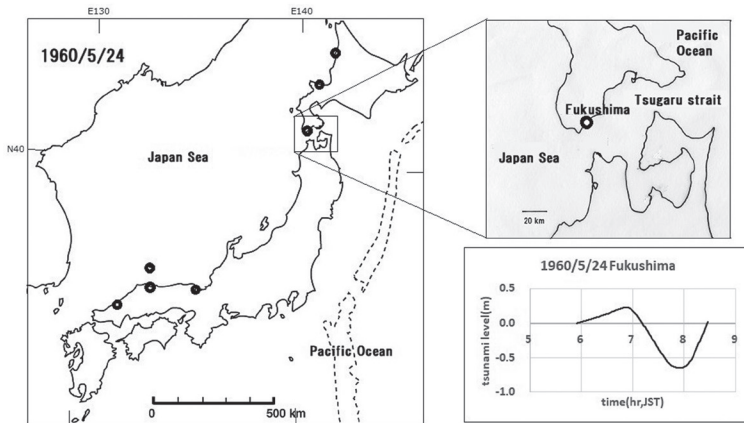 E130
E140
1960/5/24
N40
Japan Sea
Pacific Ocean
0
500 km
Pacific
Ocean
Tsugaru strait
Fukushima
Japan Sea
20 km
1960/5/24 Fukushima
tsunami level(m)
0.5
0.0
-0.5
-1.0
5
6
7
8
9
time(hr,JST)